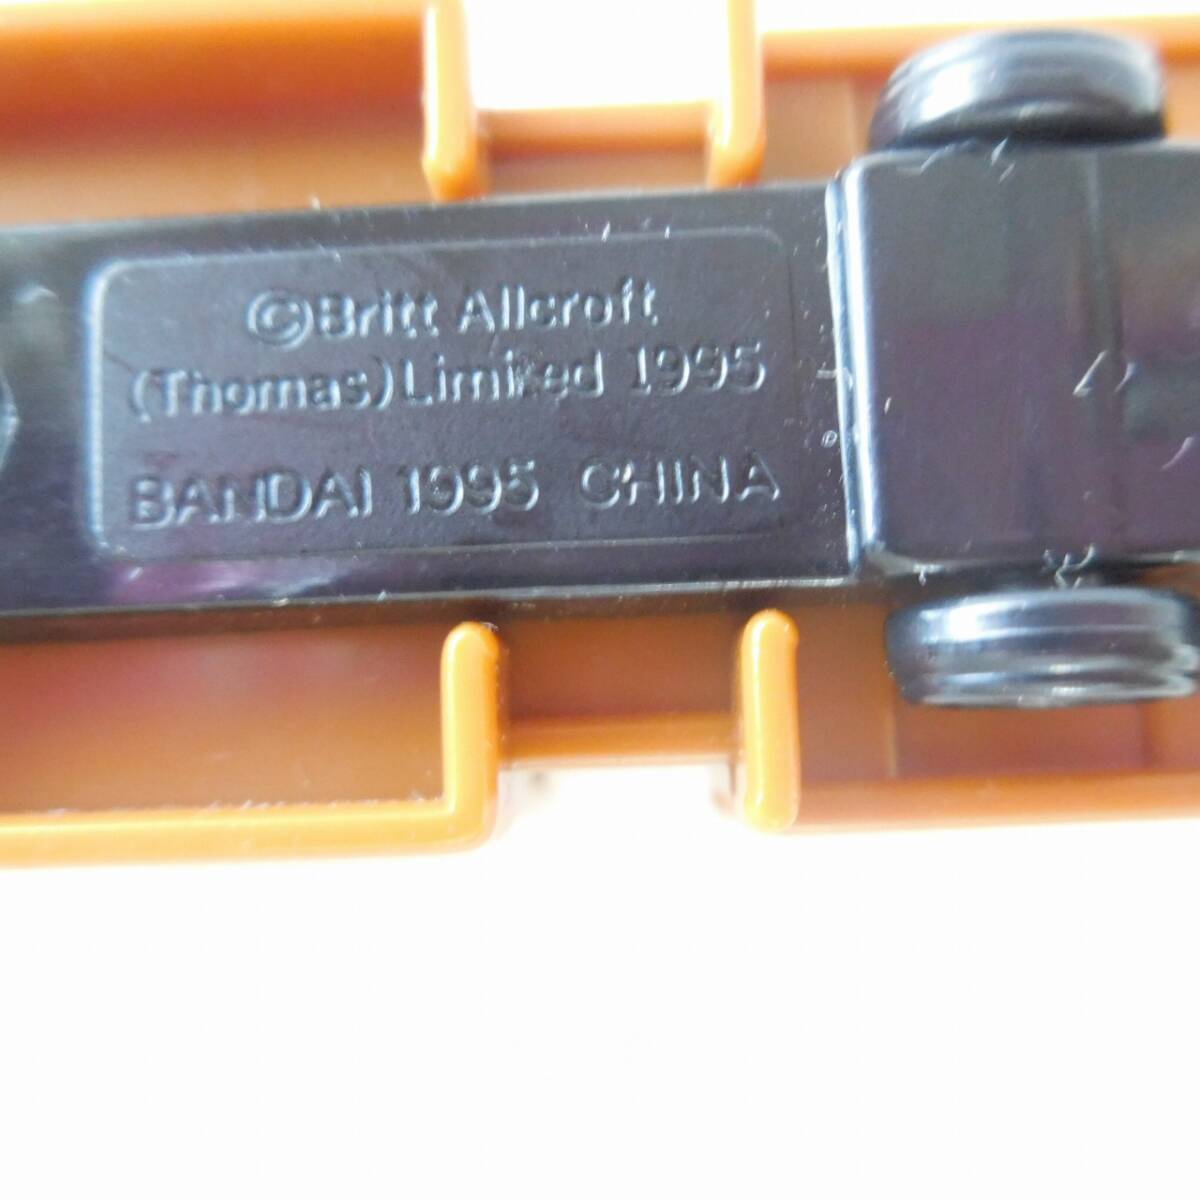 ©Britt Allcroft
(Thomas)Limited 1995
BANDAI 1995 CHINA